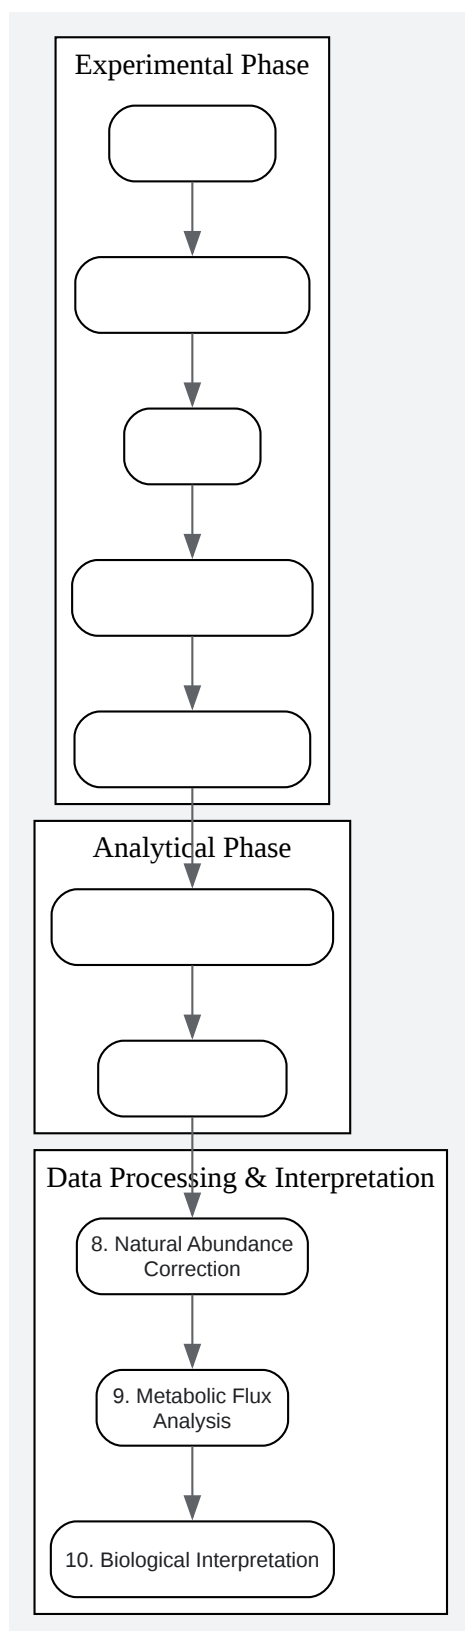 Experimental Phase
Analytical Phase
Data Processing & Interpretation
8. Natural Abundance
Correction
9. Metabolic Flux
Analysis
10. Biological Interpretation